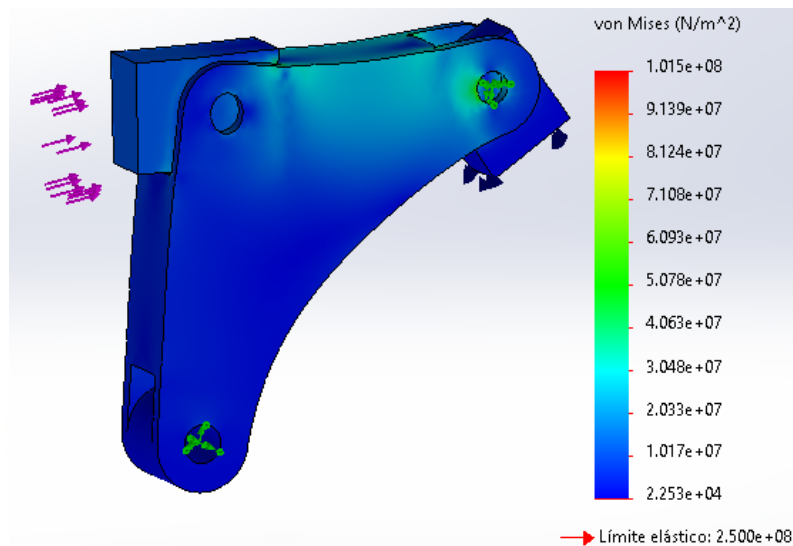 von Mises (N/m^2)
1.015e+08
9.139e+07
8.124e+07
7.108e+07
6.093e+07
5.078e+07
4.063e+07
3.048e+07
2.033e+07
1.017e+07
2.253e+04
Límite elástico: 2.500e+08